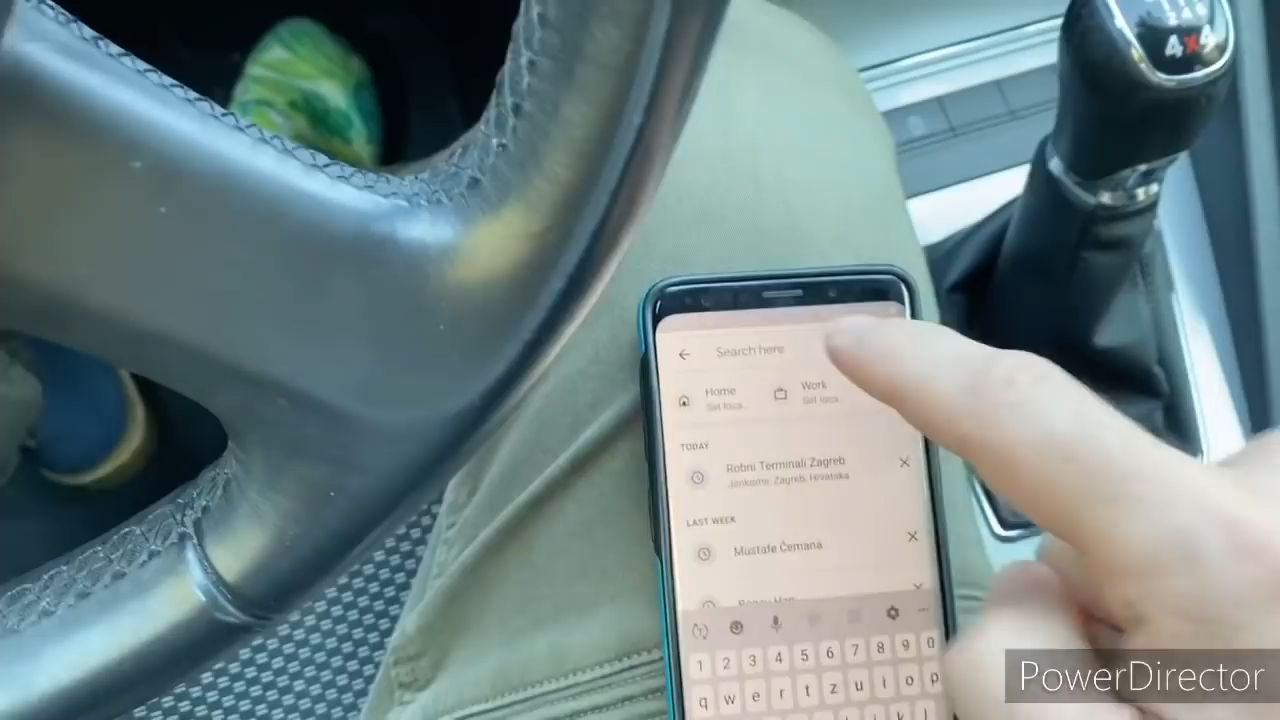 4x4
Search here
Home
Work
Set loca..
Set loca
TODAY
Robni Terminali Zagreb
Jankomir, Zagreb, Hrvatska
LAST WEEK
Mustafe Čemana
1 2 3 4 5 6 7 8 9 0
q w e r t z u i o p
PowerDirector